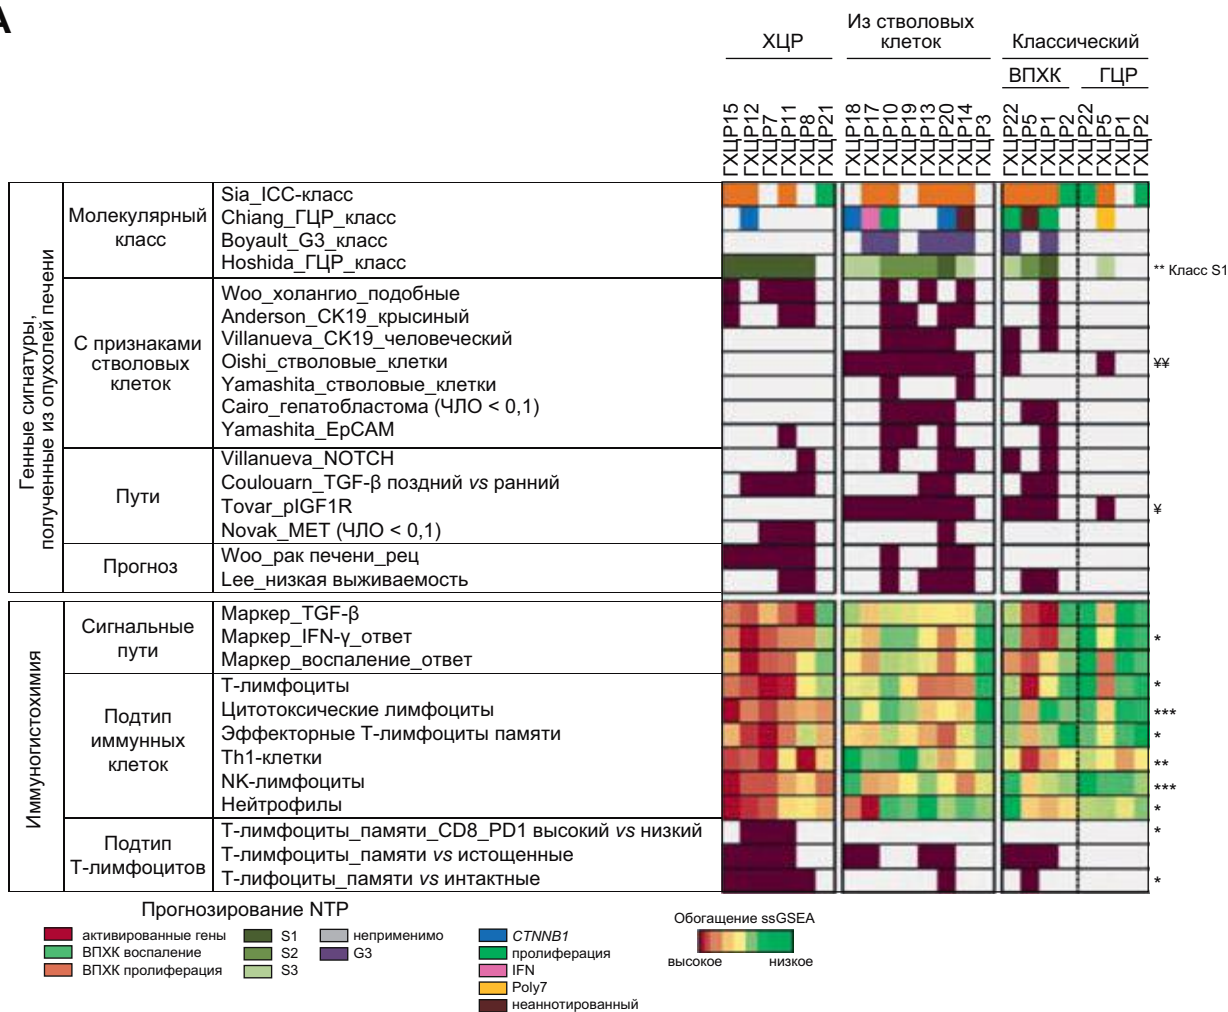 A
ХЦР
Из стволовых
клеток
Классический
ВПХК
ГЦР
ГХЦР15
ГХЦР12
ГХЦР7
ГХЦР11
ГХЦР8
ГХЦР21
ГХЦР18
ГХЦР17
ГХЦР10
ГХЦР19
ГХЦР13
ГХЦР20
ГХЦР14
ГХЦР3
ГХЦР22
ГХЦР5
ГХЦР1
ГХЦР2
ГХЦР22
ГХЦР5
ГХЦР1
ГХЦР2
Генные сигнатуры,
полученные из опухолей печени
Молекулярный
класс
Sia_ICC-класс
Chiang_ГЦР_класс
Boyault_G3_класс
Hoshida_ГЦР_класс
** Класс S1
С признаками
стволовых
клеток
Woo_холангио_подобные
Anderson_CK19_крысиный
Villanueva_CK19_человеческий
Oishi_стволовые_клетки
¥¥
Yamashita_стволовые_клетки
Cairo_гепатобластома (ЧЛО < 0,1)
Yamashita_EpCAM
Пути
Villanueva_NOTCH
Coulouarn_TGF-β поздний vs ранний
Tovar_pIGF1R
¥
Novak_MET (ЧЛО < 0,1)
Прогноз
Woo_рак печени_рец
Lee_низкая выживаемость
Иммуногистохимия
Сигнальные
пути
Маркер_TGF-β
Маркер_IFN-γ_ответ
*
Маркер_воспаление_ответ
Подтип
иммунных
клеток
Т-лимфоциты
*
Цитотоксические лимфоциты
***
Эффекторные Т-лимфоциты памяти
*
Th1-клетки
**
NK-лимфоциты
***
Нейтрофилы
*
Подтип
Т-лимфоцитов
Т-лимфоциты_памяти_CD8_PD1 высокий vs низкий
*
Т-лимфоциты_памяти vs истощенные
Т-лифоциты_памяти vs интактные
*
Прогнозирование NTP
активированные гены
ВПХК воспаление
ВПХК пролиферация
S1
S2
S3
неприменимо
G3
CTNNB1
пролиферация
IFN
Poly7
неаннотированный
Обогащение ssGSEA
высокое
низкое